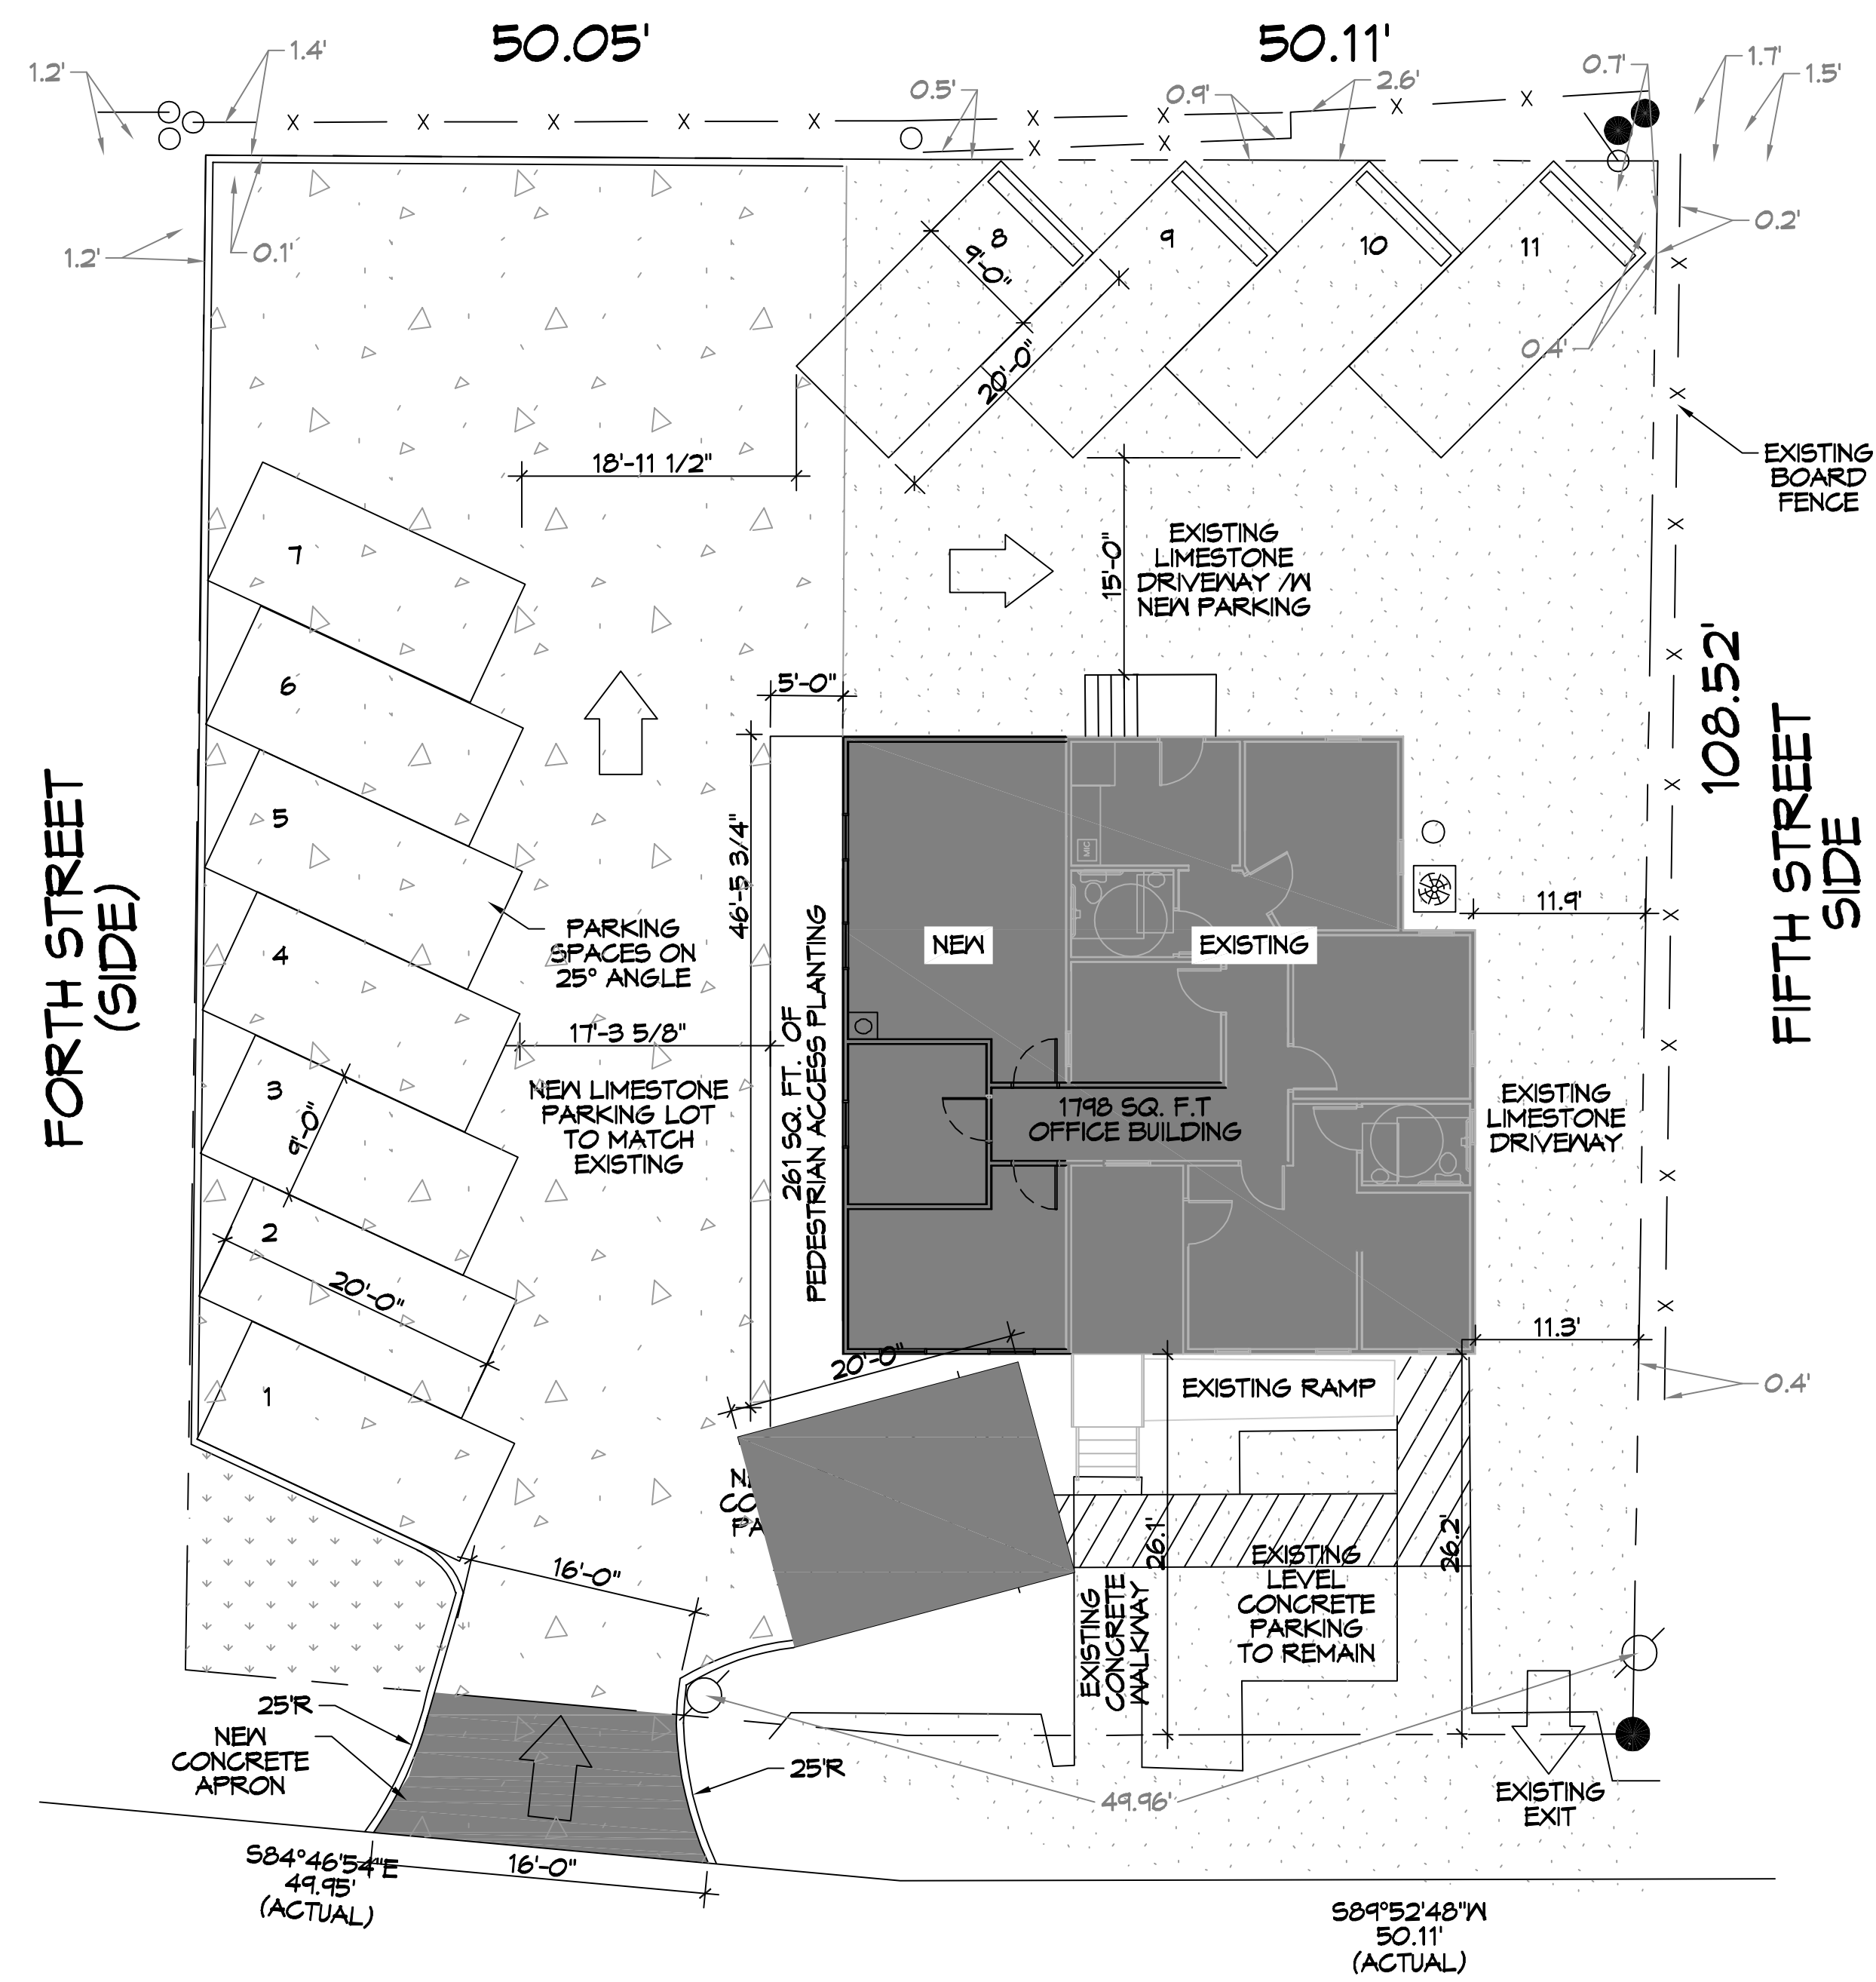 50.05'
50.11'
1.2'
1.4'
0.5'
0.9'
2.6'
0.7'
1.7'
1.5'
1.2'
0.1'
0.2'
0.4'
8
9
10
11
9'-0"
20'-0"
18'-11 1/2"
EXISTING
BOARD
FENCE
7
EXISTING
LIMESTONE
DRIVEWAY /W
NEW PARKING
15'-0"
108.52'
6
5'-0"
FORTH STREET
(SIDE)
FIFTH STREET
SIDE
5
46'-5 3/4"
MIC
11.9'
PARKING
SPACES ON
25° ANGLE
4
NEW
EXISTING
261 SQ. FT. OF
PEDESTRIAN ACCESS PLANTING
17'-3 5/8"
3
9'-0"
NEW LIMESTONE
PARKING LOT
TO MATCH
EXISTING
1798 SQ. F.T
OFFICE BUILDING
EXISTING
LIMESTONE
DRIVEWAY
2
20'-0"
11.3'
20'-0"
1
EXISTING RAMP
0.4'
26.1'
26.2'
16'-0"
EXISTING
CONCRETE
WALKWAY
EXISTING
LEVEL
CONCRETE
PARKING
TO REMAIN
25'R
NEW
CONCRETE
APRON
25'R
49.96'
EXISTING
EXIT
S84°46'54"E
49.95'
(ACTUAL)
16'-0"
S89°52'48"W
50.11'
(ACTUAL)